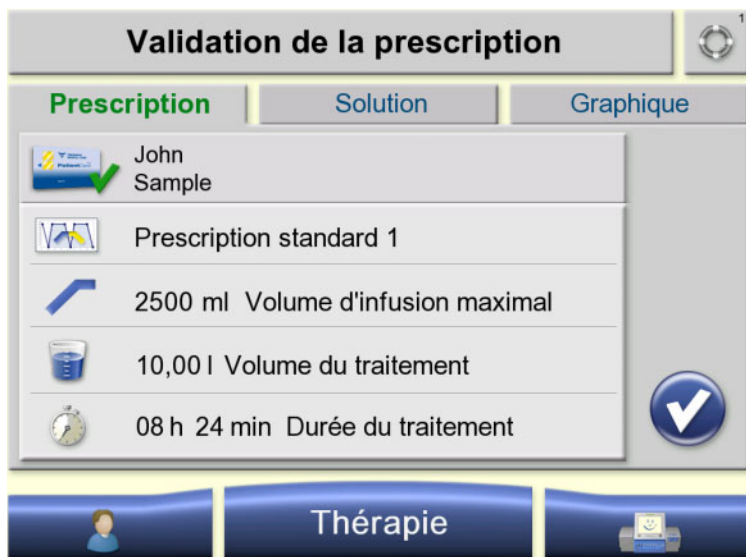 Validation de la prescription
1
Prescription
Solution
Graphique
John
Sample
Prescription standard 1
2500 ml Volume d'infusion maximal
10,00 l Volume du traitement
08 h 24 min Durée du traitement
Thérapie